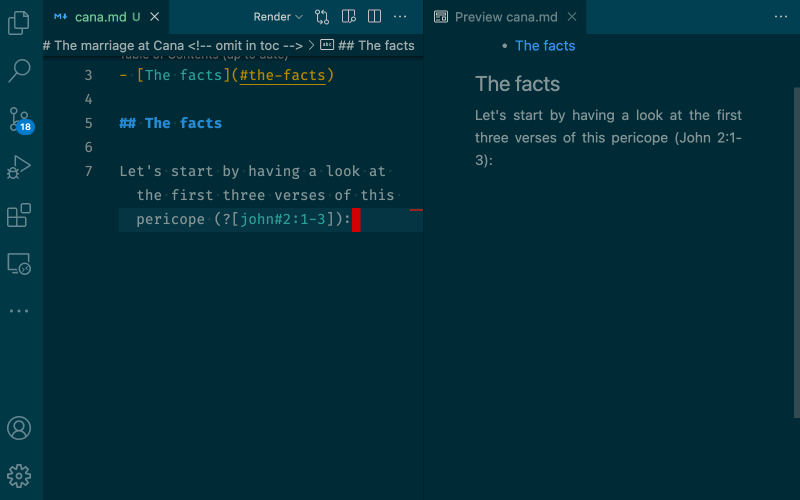 cana.md U
Render
Preview cana.md
# The marriage at Cana <!-- omit in toc --> > ## The facts
Table of Contents (up to date)
3 - [The facts](#the-facts)
4
5 ## The facts
6
7 Let's start by having a look at
the first three verses of this
pericope (?[john#2:1-3]):
18
The facts
The facts
Let's start by having a look at the first
three verses of this pericope (John 2:1-
3):